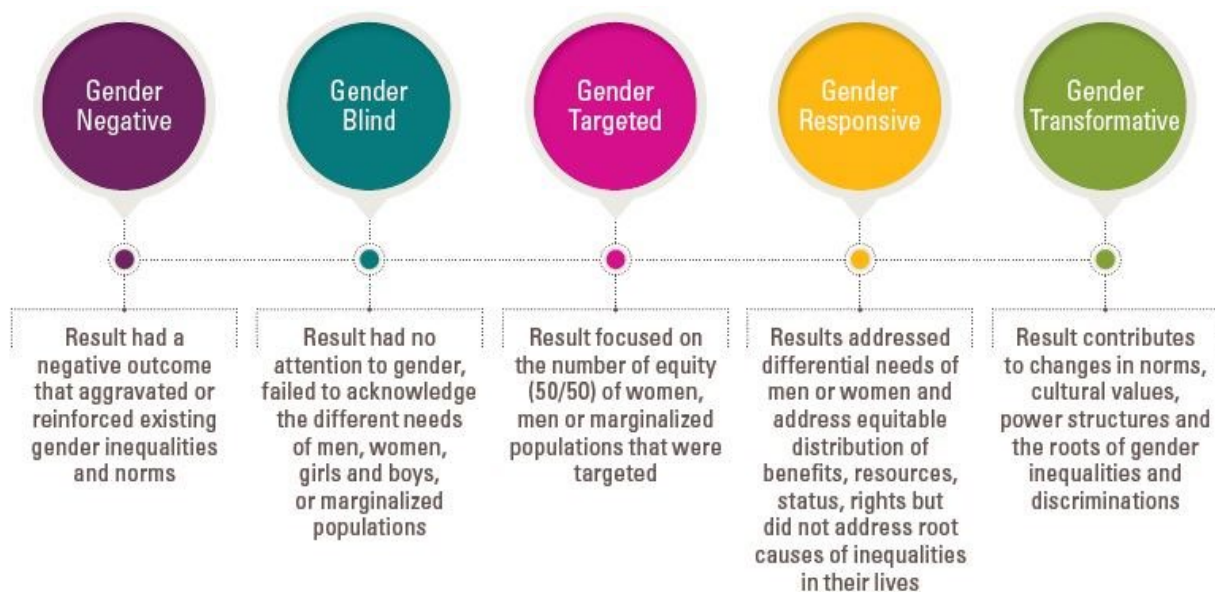 Gender
Negative
Gender
Blind
Gender
Targeted
Gender
Responsive
Gender
Transformative
Result had a
negative outcome
that aggravated or
reinforced existing
gender inequalities
and norms
Result had no
attention to gender,
failed to acknowledge
the different needs
of men, women,
girls and boys,
or marginalized
populations
Result focused on
the number of equity
(50/50) of women,
men or marginalized
populations that were
targeted
Results addressed
differential needs of
men or women and
address equitable
distribution of
benefits, resources,
status, rights but
did not address root
causes of inequalities
in their lives
Result contributes
to changes in norms,
cultural values,
power structures and
the roots of gender
inequalities and
discriminations